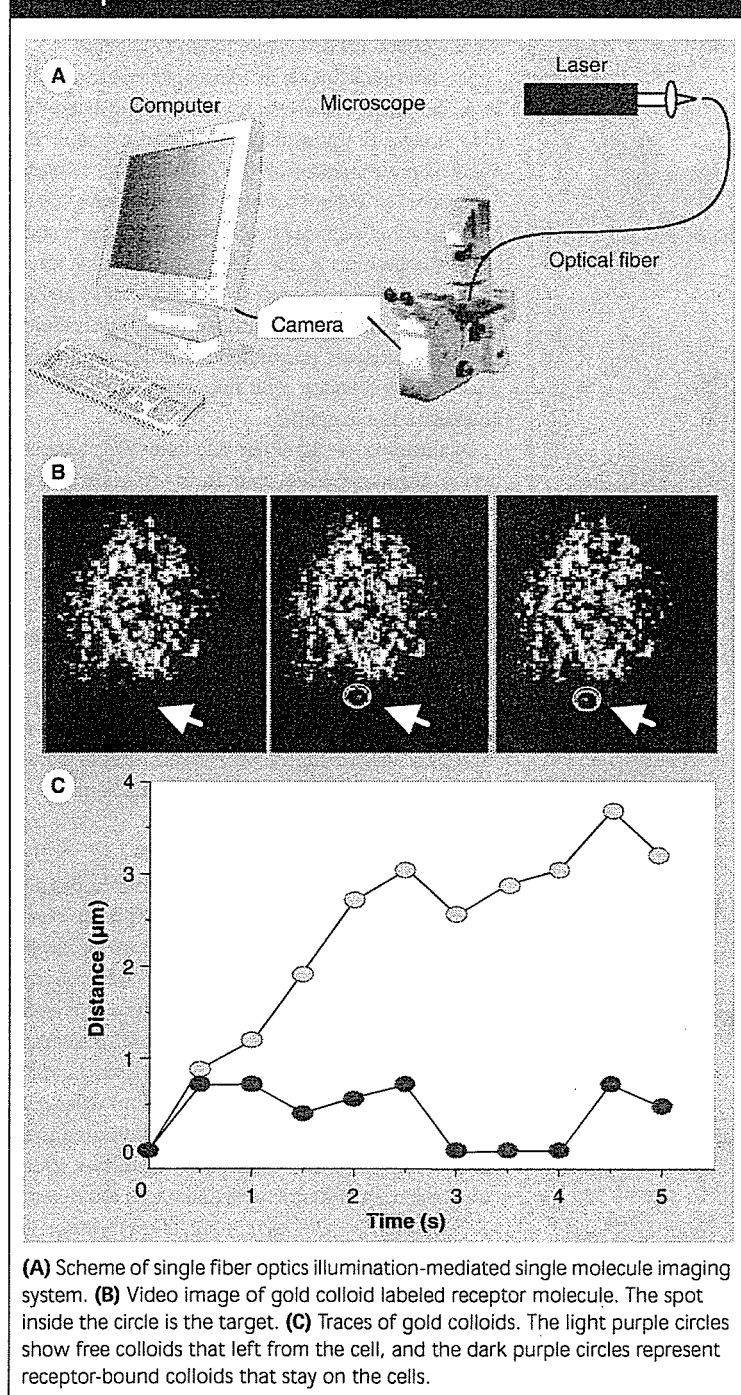 A
Laser
Computer
Microscope
Optical fiber
Camera
B
C
4
3
2
1
0
Distance (µm)
0 1 2 3 4 5
Time (s)
(A) Scheme of single fiber optics illumination-mediated single molecule imaging
system. (B) Video image of gold colloid labeled receptor molecule. The spot
inside the circle is the target. (C) Traces of gold colloids. The light purple circles
show free colloids that left from the cell, and the dark purple circles represent
receptor-bound colloids that stay on the cells.